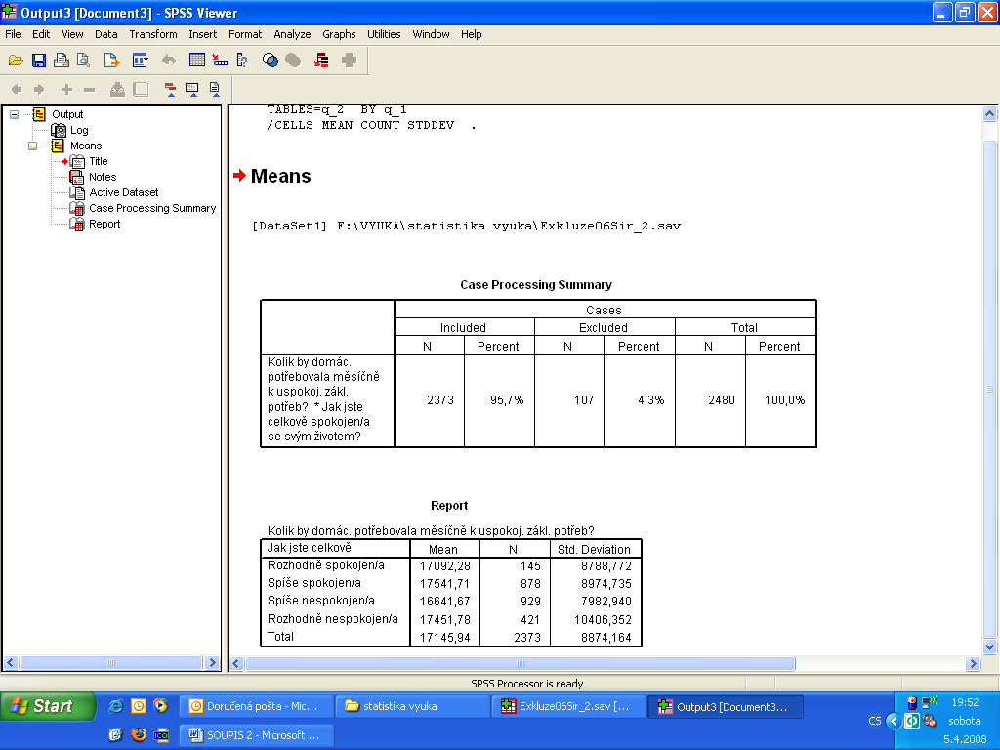 Output3 [Document3] - SPSS Viewer
File Edit View Data Transform Insert Format Analyze Graphs Utilities Window Help
Output
Log
Means
Title
Notes
Active Dataset
Case Processing Summary
Report
TABLES=q_2 BY q_1
/CELLS MEAN COUNT STDDEV .
Means
[DataSet1] F:\VYUKA\statistika vyuka\Exkluze06Sir_2.sav
Case Processing Summary
Cases
Included Excluded Total
N Percent N Percent N Percent
Kolik by domác.
potřebovala měsíčně
k uspokoj. zákl.
potřeb? * Jak jste
celkově spokojen/a
se svým životem?
2373 95,7% 107 4,3% 2480 100,0%
Report
Kolik by domác. potřebovala měsíčně k uspokoj. zákl. potřeb?
Jak jste celkově Mean N Std. Deviation
Rozhodně spokojen/a 17092,28 145 8788,772
Spíše spokojen/a 17541,71 878 8974,735
Spíše nespokojen/a 16641,67 929 7982,940
Rozhodně nespokojen/a 17451,78 421 10406,352
Total 17145,94 2373 8874,164
SPSS Processor is ready
Start
Doručená pošta - Mic...
statistika vyuka
Exkluze06Sir_2.sav [...
Output3 [Document3...
SOUPIS 2 - Microsoft ...
CS
19:52
sobota
5.4.2008